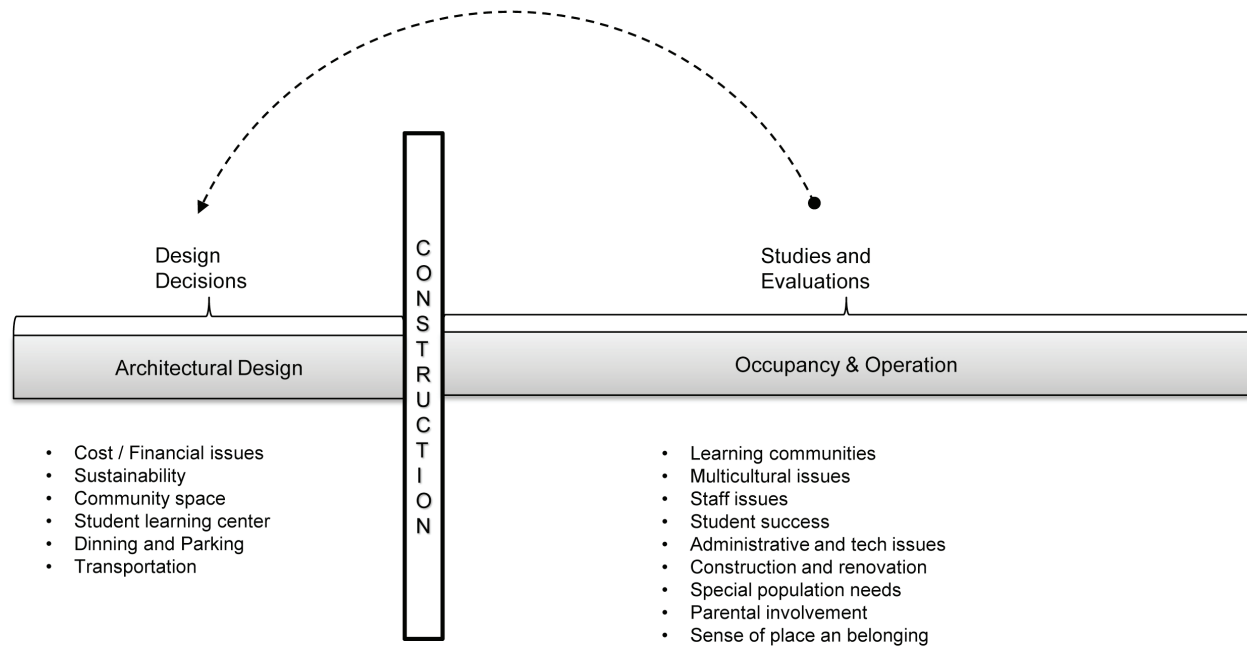 Design
Decisions
Studies and
Evaluations
CONSTRUCTION
Architectural Design
Occupancy & Operation
• Cost / Financial issues
• Sustainability
• Community space
• Student learning center
• Dinning and Parking
• Transportation
• Learning communities
• Multicultural issues
• Staff issues
• Student success
• Administrative and tech issues
• Construction and renovation
• Special population needs
• Parental involvement
• Sense of place an belonging